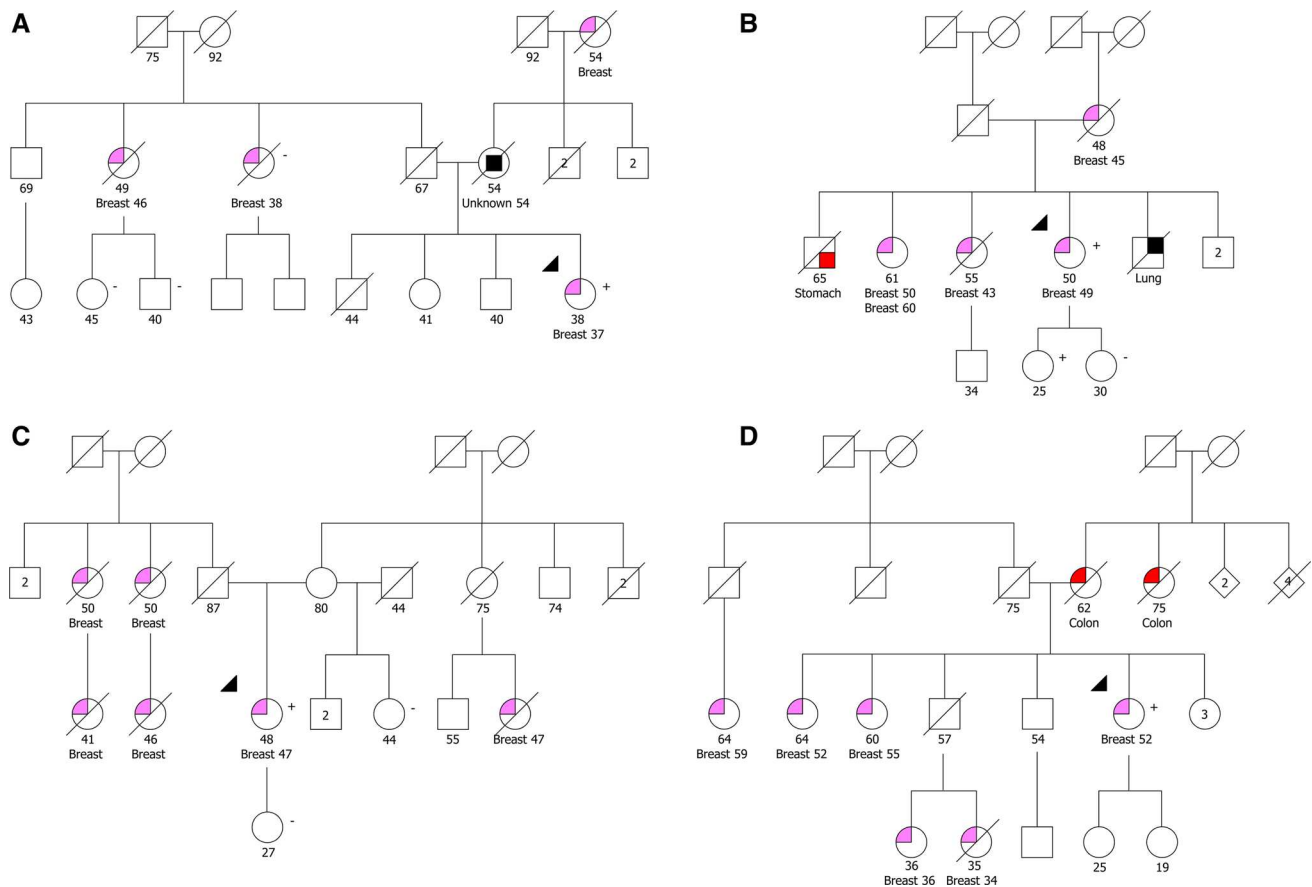 A
75
92
92
54
Breast
69
49
Breast 46
-
Breast 38
67
54
Unknown 54
2
2
43
-
45
-
40
44
41
40
+
38
Breast 37
B
48
Breast 45
65
Stomach
61
Breast 50
Breast 60
55
Breast 43
+
50
Breast 49
Lung
2
34
+
25
-
30
C
2
50
Breast
50
Breast
87
80
44
75
74
2
41
Breast
46
Breast
+
48
Breast 47
2
-
44
55
Breast 47
-
27
D
75
62
Colon
75
Colon
2
4
64
Breast 59
64
Breast 52
60
Breast 55
57
54
+
Breast 52
3
36
Breast 36
35
Breast 34
25
19